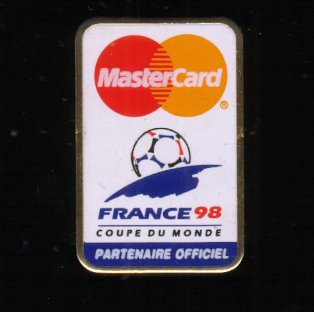 MasterCard
®
FRANCE 98
COUPE DU MONDE
PARTENAIRE OFFICIEL